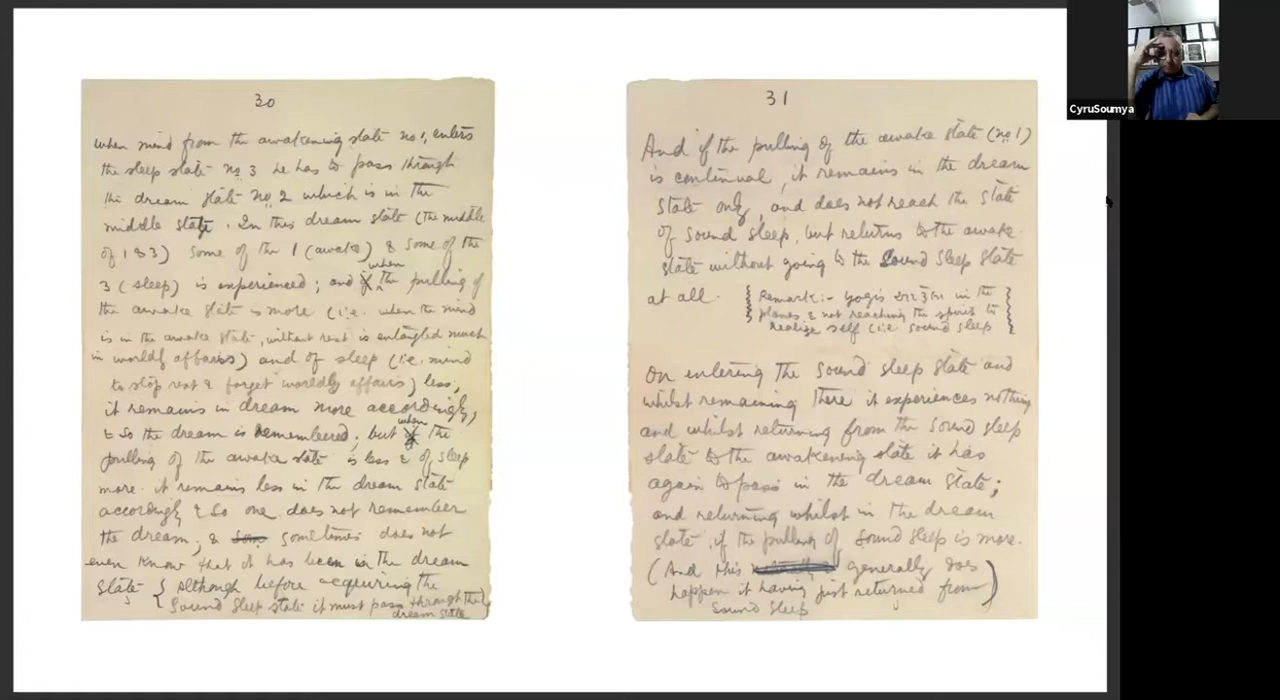 30
when mind from the awakening state no 1, enters
the sleep state no 3 he has to pass through
the dream state no 2 which is in the
middle state. In this dream state (the middle
of 1 & 3) some of the 1 (awake) & some of the
3 (sleep) is experienced; and when the pulling of
the awake state is more (i.e. when the mind
is in the awake state, without rest is entangled much
in worldly affairs) and of sleep (i.e. mind
to stop rest & forget worldly affairs) less,
it remains in dream more accordingly,
& so the dream is remembered; but when the
pulling of the awake state is less & of sleep
more it remains less in the dream state
accordingly & so one does not remember
the dream; & sometimes does not
even know that it has been in the dream
state { Although before acquiring the
Sound Sleep state it must pass through the
dream state
31
And if the pulling of the awake state (no 1)
is continual, it remains in the dream
state only, and does not reach the state
of sound sleep, but returns to the awake
state without going to the Sound Sleep state
at all.
{ Remark:- yogis in the
planes & not reaching the spirit to
realize self (i.e. sound sleep }
On entering the sound sleep state and
whilst remaining there it experiences nothing
and whilst returning from the sound sleep
state to the awakening state it has
again to pass in the dream state;
and returning whilst in the dream
state, if the pulling of sound sleep is more.
(And this generally does
happen it having just returned from)
sound sleep
CyruSoumya